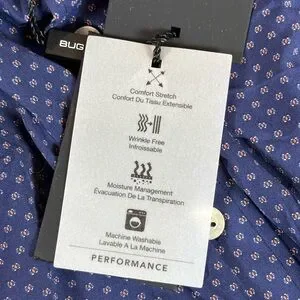 BUG
Comfort Stretch
Confort Du Tissu Extensible
Wrinkle Free
Infroissable
Moisture Management
Évacuation De La Transpiration
Machine Washable
Lavable À La Machine
PERFORMANCE